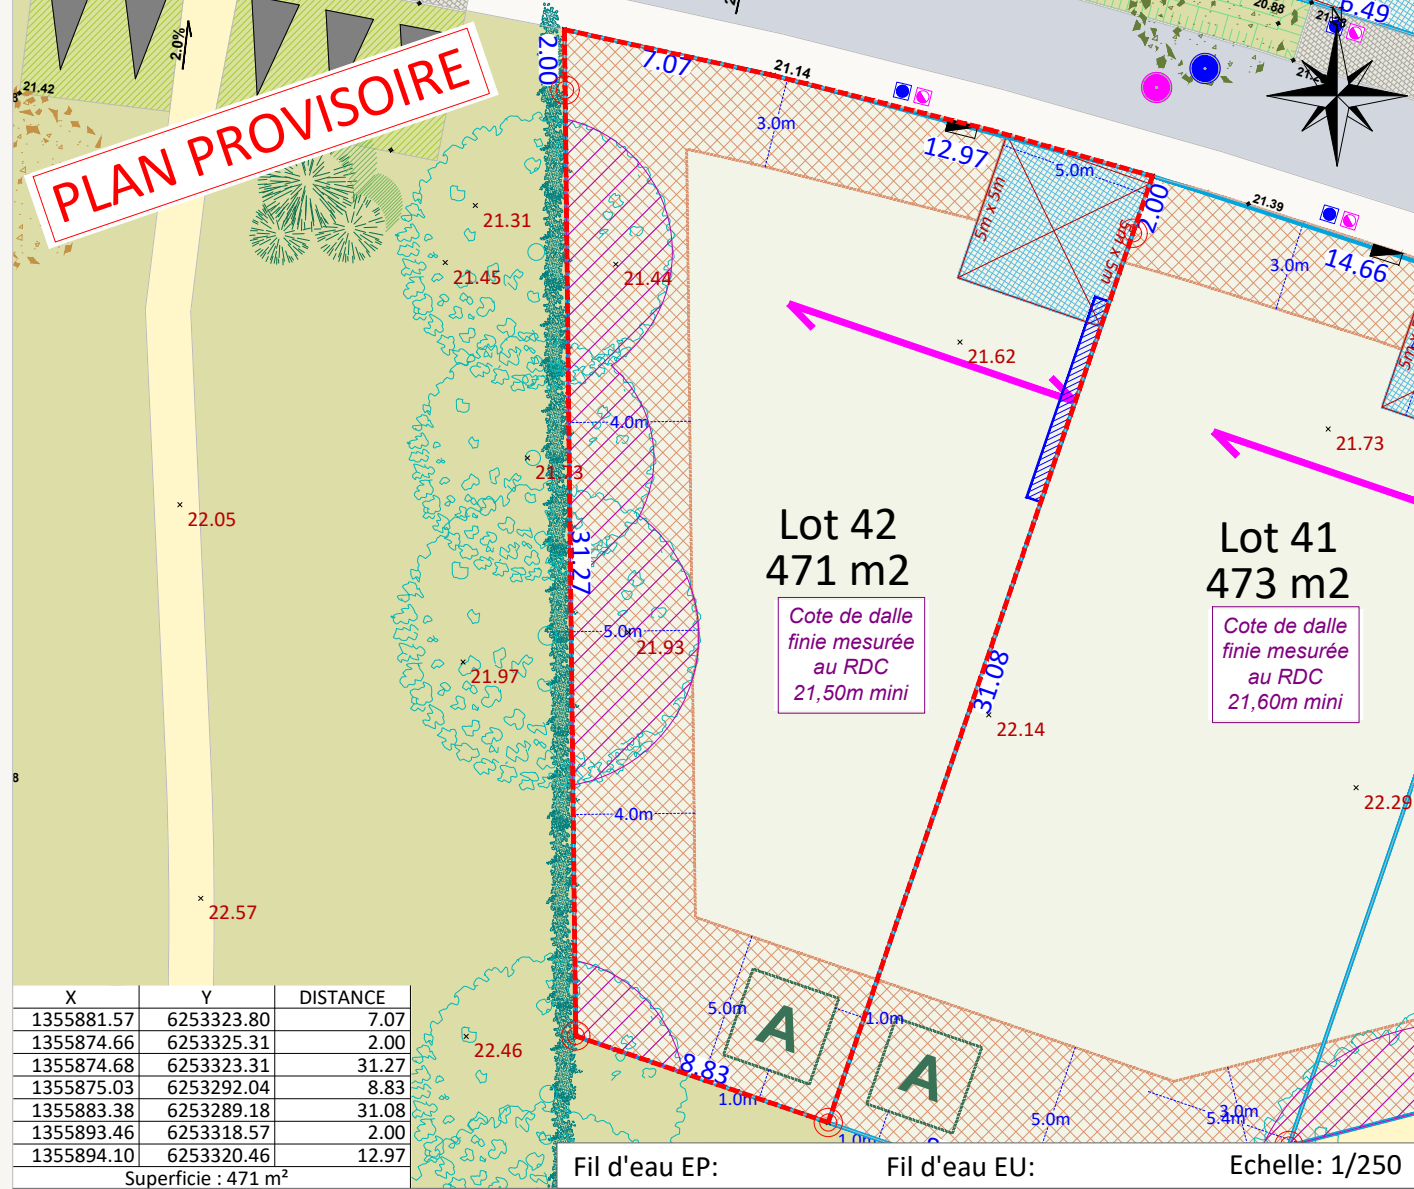 PLAN PROVISOIRE
2.0%
21.42
2.00
7.07
21.14
3.0m
12.97
5.0m
5m x 5m
5m x 5m
2.00
21.39
3.0m
14.66
20.88
6.49
21.31
21.45
21.44
21.62
21.73
4.0m
22.05
31.27
5.0m
21.93
21.97
Lot 42
471 m2
Cote de dalle
finie mesurée
au RDC
21,50m mini
Lot 41
473 m2
Cote de dalle
finie mesurée
au RDC
21,60m mini
31.08
22.14
22.29
4.0m
22.57
22.46
5.0m
1.0m
A
A
8.83
1.0m
1.0m
5.0m
3.0m
5.4m
X Y DISTANCE
1355881.57 6253323.80 7.07
1355874.66 6253325.31 2.00
1355874.68 6253323.31 31.27
1355875.03 6253292.04 8.83
1355883.38 6253289.18 31.08
1355893.46 6253318.57 2.00
1355894.10 6253320.46 12.97
Superficie : 471 m²
Fil d'eau EP: Fil d'eau EU: Echelle: 1/250